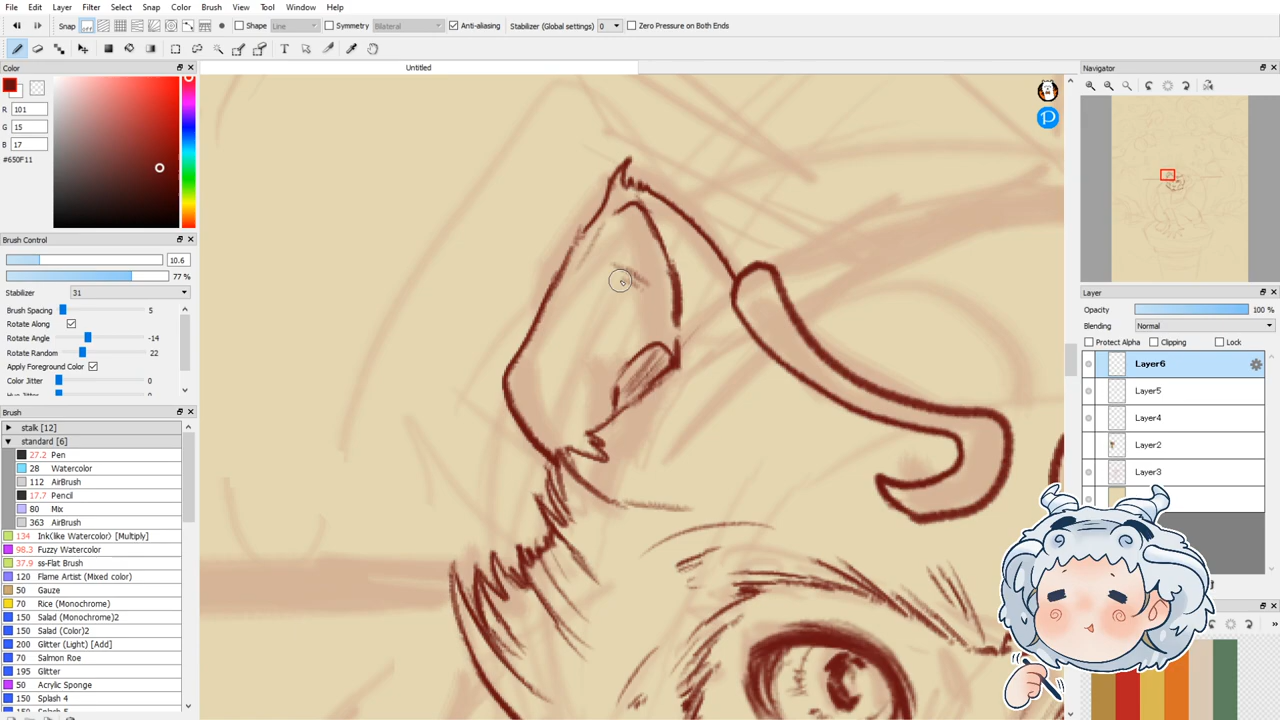 File Edit Layer Filter Select Snap Color Brush View Tool Window Help
Snap off Shape Line Symmetry Bilateral Anti-aliasing Stabilizer (Global settings) 0 Zero Pressure on Both Ends
Color
Untitled
Navigator
R 101
G 15
B 17
#650F11
Brush Control
10.6
77 %
Stabilizer 31
Brush Spacing 5
Rotate Along
Rotate Angle -14
Rotate Random 22
Apply Foreground Color
Color Jitter 0
Layer
Opacity 100 %
Blending Normal
Protect Alpha Clipping Lock
Layer6
Layer5
Layer4
Layer2
Layer3
Brush
stalk [12]
standard [6]
27.2 Pen
28 Watercolor
112 AirBrush
17.7 Pencil
80 Mix
363 AirBrush
134 Ink(like Watercolor) [Multiply]
98.3 Fuzzy Watercolor
37.9 ss-Flat Brush
120 Flame Artist (Mixed color)
50 Gauze
70 Rice (Monochrome)
150 Salad (Monochrome)2
150 Salad (Color)2
200 Glitter (Light) [Add]
70 Salmon Roe
195 Glitter
50 Acrylic Sponge
150 Splash 4